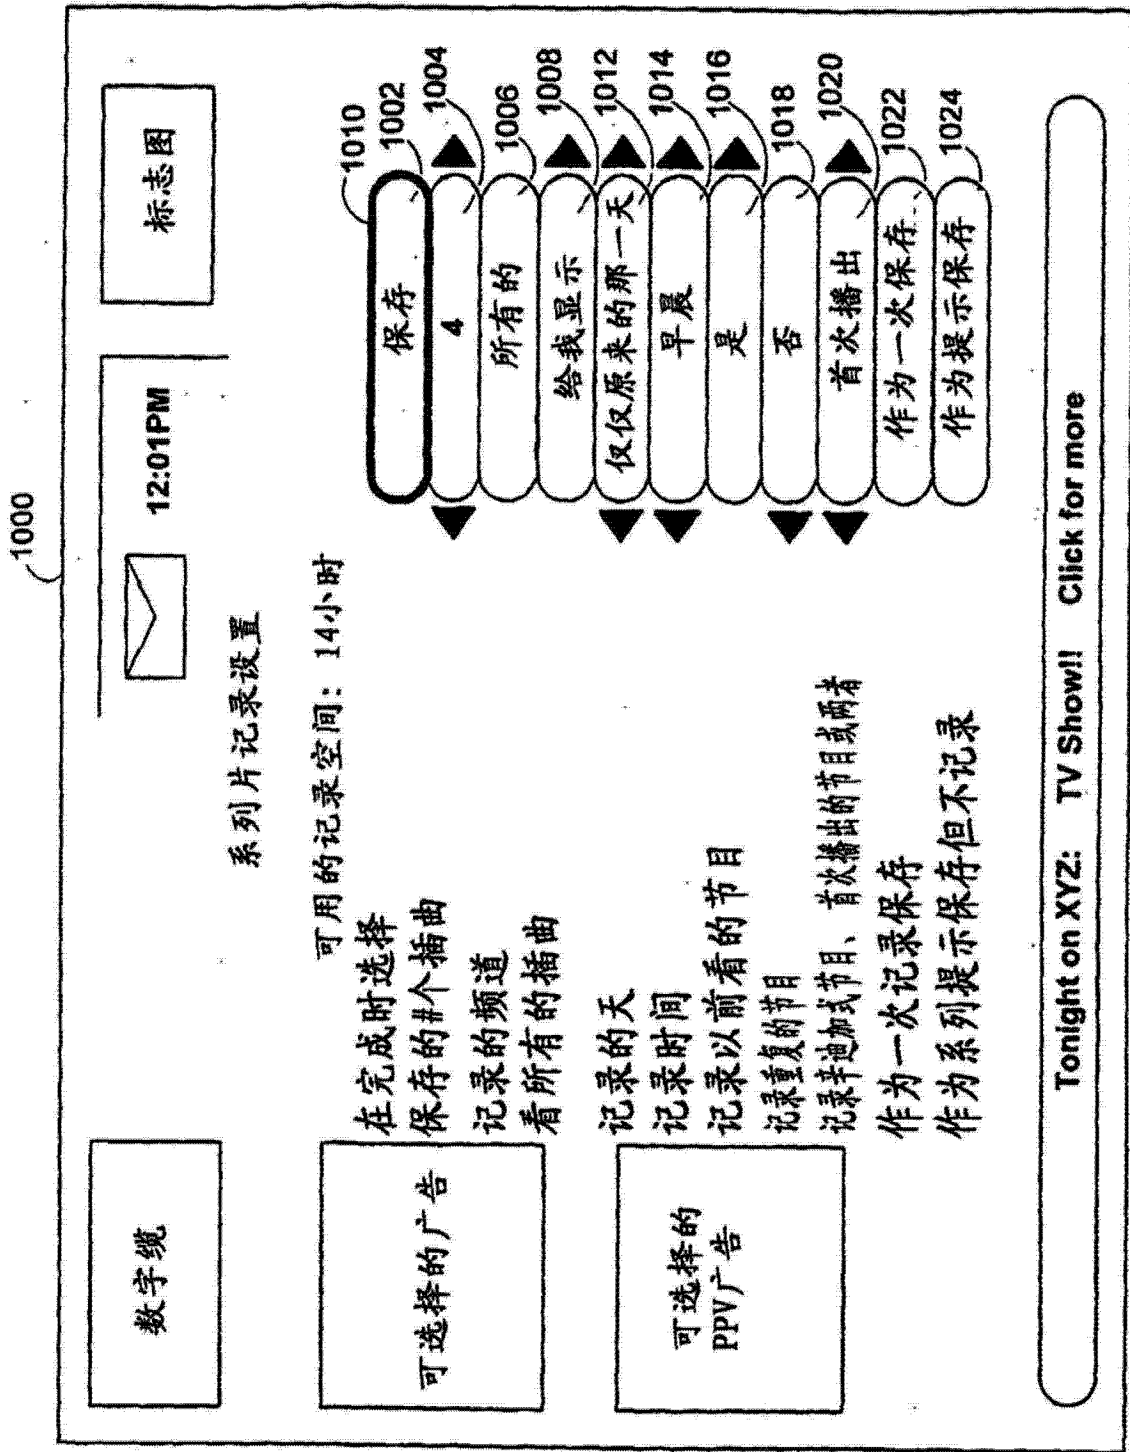 1000
数字缆
12:01PM
标志图
系列片记录设置
可用的记录空间：14小时
1010
在完成时选择
保存
1002
保存的#个插曲
4
1004
记录的频道
所有的
1006
看所有的插曲
给我显示
1008
记录的天
仅仅原来的那一天
1012
记录时间
早晨
1014
记录以前看的节目
是
1016
记录重复的节目
否
1018
记录辛迪加式节目、首次播出的节目或两者
首次播出
1020
作为一次记录保存
作为一次保存
1022
作为系列提示保存但不记录
作为提示保存
1024
可选择的广告
可选择的
PPV广告
Tonight on XYZ: TV Show!! Click for more